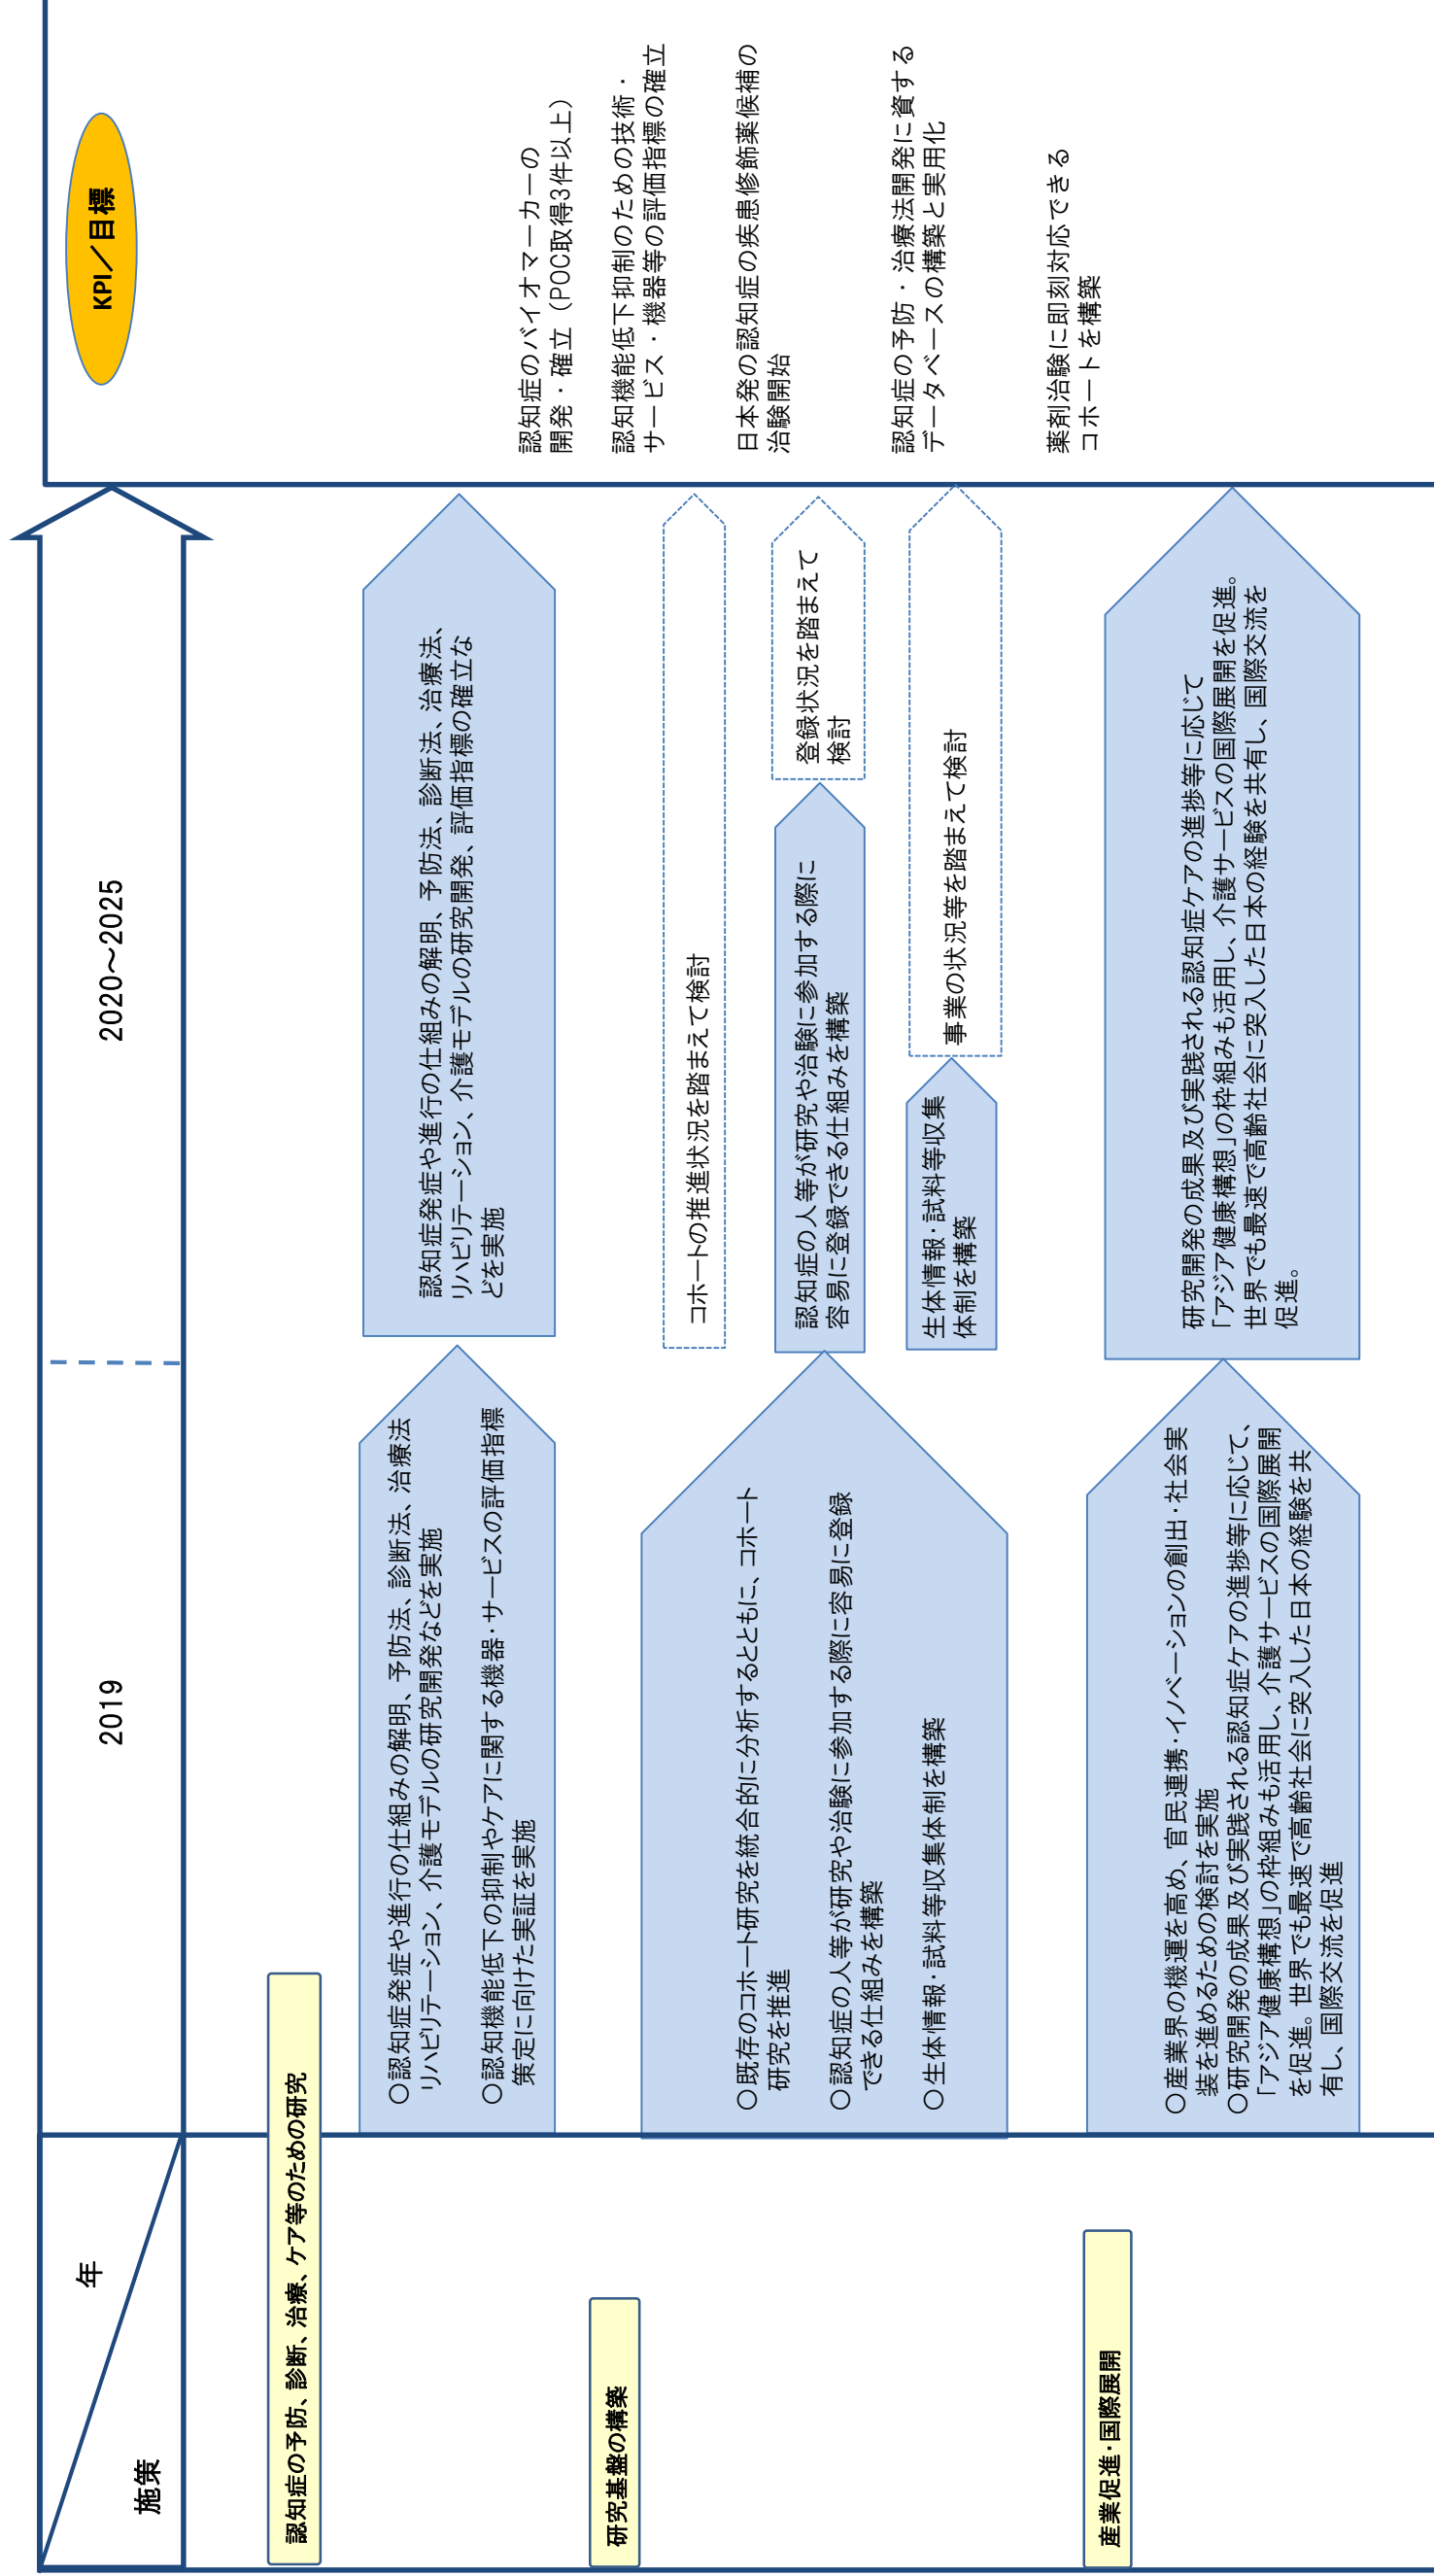 年
施策
2019
2020～2025
KPI／目標
認知症の予防、診断、治療、ケア等のための研究
○認知症発症や進行の仕組みの解明、予防法、診断法、治療法
リハビリテーション、介護モデルの研究開発などを実施
○認知機能低下の抑制やケアに関する機器・サービスの評価指標
策定に向けた実証を実施
認知症発症や進行の仕組みの解明、予防法、診断法、治療法、
リハビリテーション、介護モデルの研究開発、評価指標の確立な
どを実施
認知症のバイオマーカーの
開発・確立（POC取得3件以上）
認知機能低下抑制のための技術・
サービス・機器等の評価指標の確立
日本発の認知症の疾患修飾薬候補の
治験開始
認知症の予防・治療法開発に資する
データベースの構築と実用化
薬剤治験に即刻対応できる
コホートを構築
研究基盤の構築
○既存のコホート研究を統合的に分析するとともに、コホート
研究を推進
○認知症の人等が研究や治験に参加する際に容易に登録
できる仕組みを構築
○生体情報・試料等収集体制を構築
コホートの推進状況を踏まえて検討
認知症の人等が研究や治験に参加する際に
容易に登録できる仕組みを構築
登録状況を踏まえて
検討
生体情報・試料等収集
体制を構築
事業の状況等を踏まえて検討
産業促進・国際展開
○産業界の機運を高め、官民連携・イノベーションの創出・社会実
装を進めるための検討を実施
○研究開発の成果及び実践される認知症ケアの進捗等に応じて、
「アジア健康構想」の枠組みも活用し、介護サービスの国際展開
を促進。世界でも最速で高齢社会に突入した日本の経験を共
有し、国際交流を促進
研究開発の成果及び実践される認知症ケアの進捗等に応じて
「アジア健康構想」の枠組みも活用し、介護サービスの国際展開を促進。
世界でも最速で高齢社会に突入した日本の経験を共有し、国際交流を
促進。